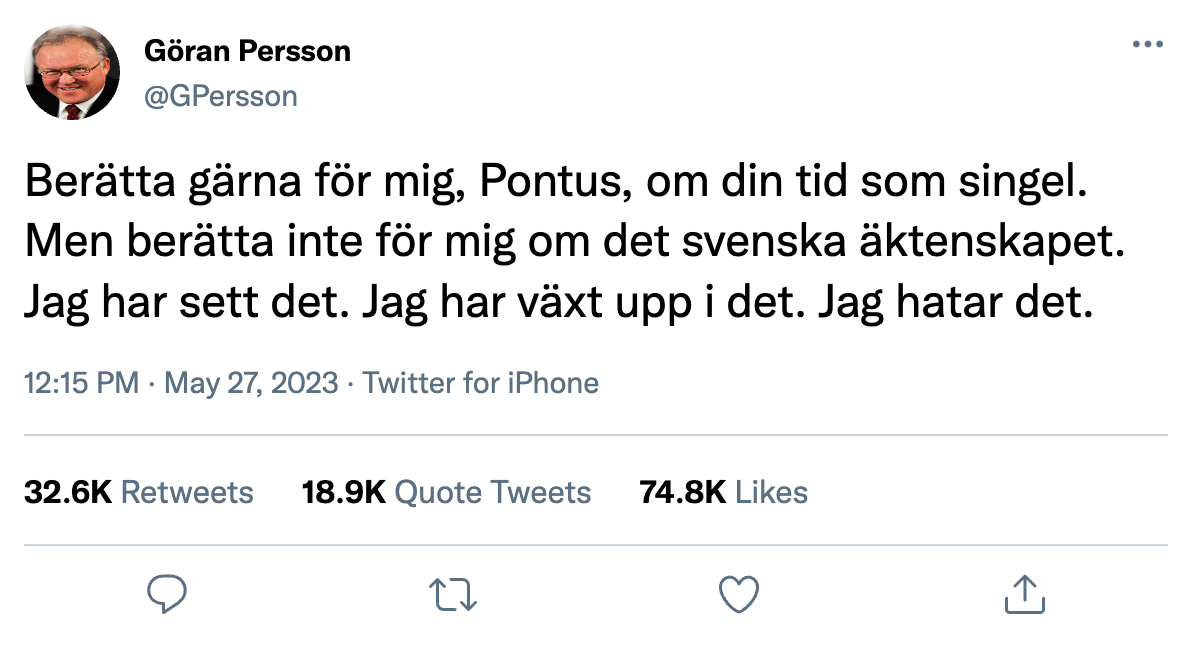 Göran Persson
@GPersson
Berätta gärna för mig, Pontus, om din tid som singel.
Men berätta inte för mig om det svenska äktenskapet.
Jag har sett det. Jag har växt upp i det. Jag hatar det.
12:15 PM · May 27, 2023 · Twitter for iPhone
32.6K Retweets 18.9K Quote Tweets 74.8K Likes